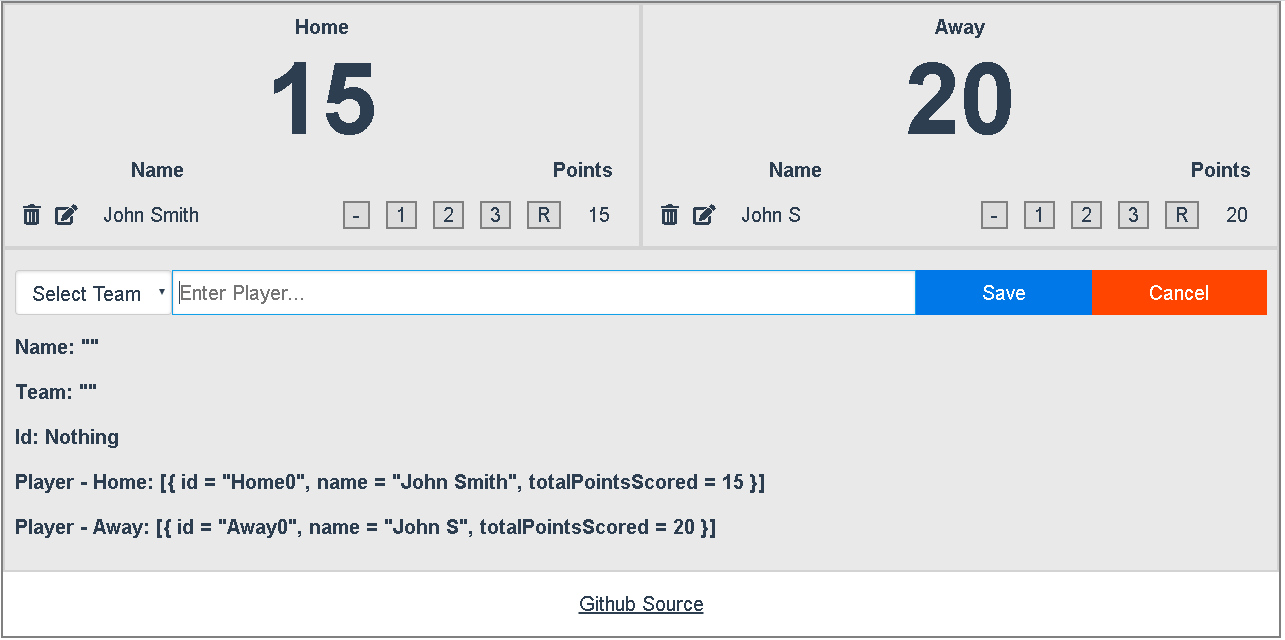 Home
15
Name Points
John Smith - 1 2 3 R 15
Away
20
Name Points
John S - 1 2 3 R 20
Select Team Enter Player... Save Cancel
Name: ""
Team: ""
Id: Nothing
Player - Home: [{ id = "Home0", name = "John Smith", totalPointsScored = 15 }]
Player - Away: [{ id = "Away0", name = "John S", totalPointsScored = 20 }]
Github Source